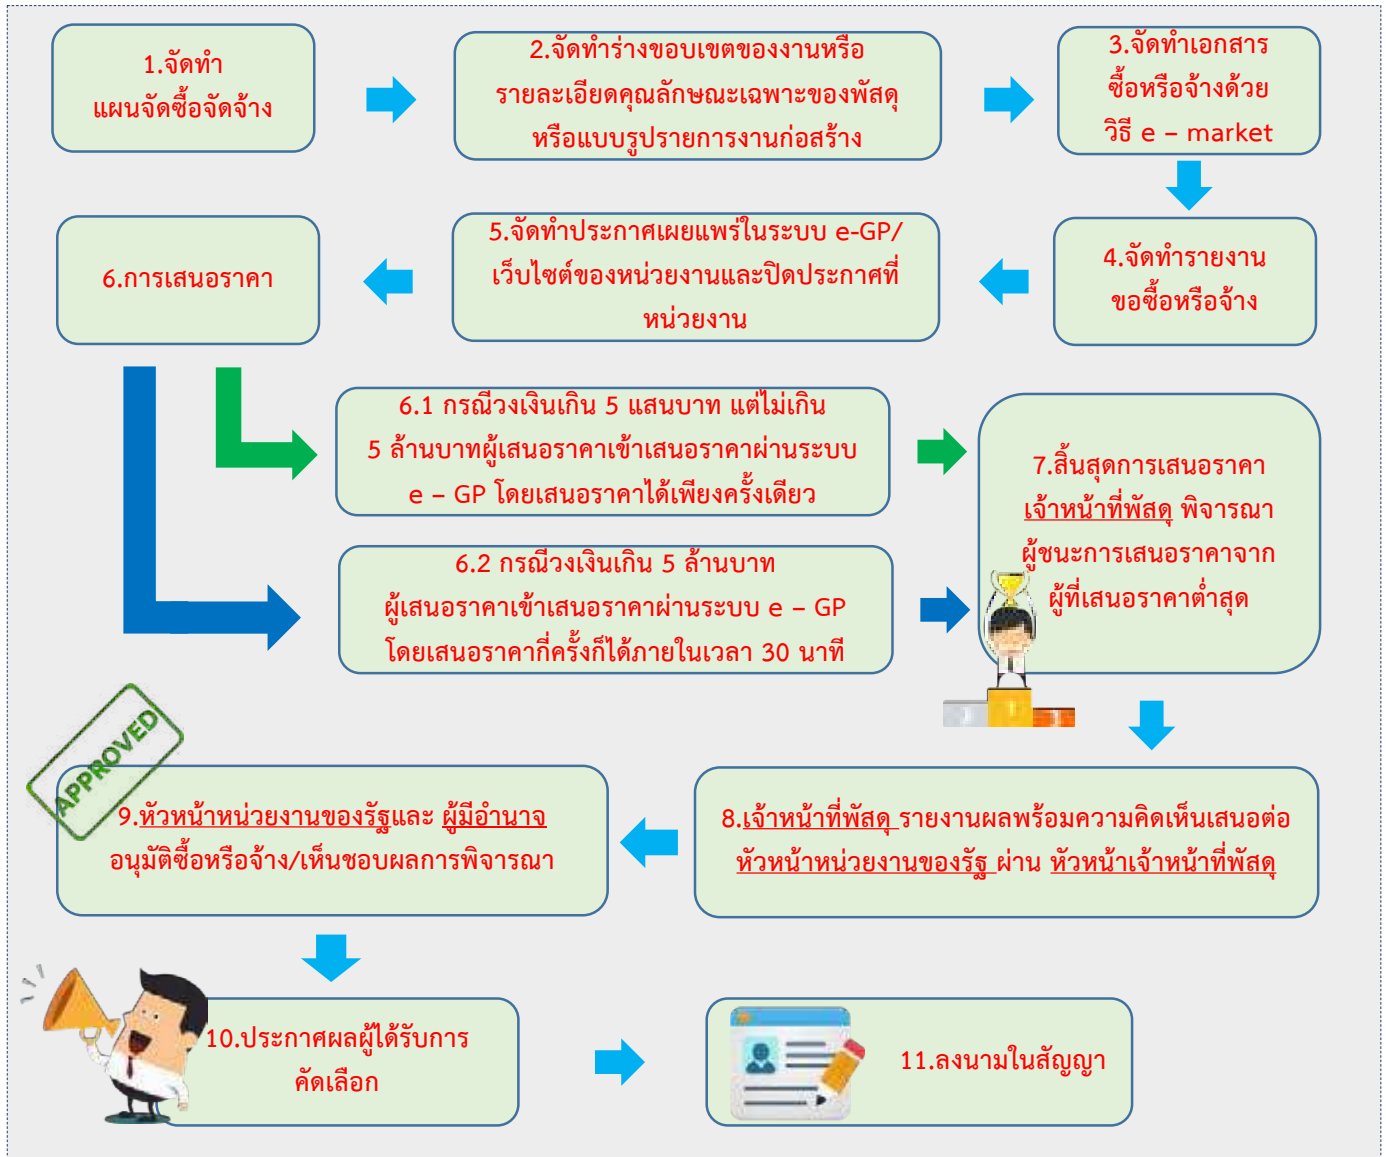 1.จัดทำ
แผนจัดซื้อจัดจ้าง
2.จัดทำร่างขอบเขตของงานหรือ
รายละเอียดคุณลักษณะเฉพาะของพัสดุ
หรือแบบรูปรายการงานก่อสร้าง
3.จัดทำเอกสาร
ซื้อหรือจ้างด้วย
วิธี e – market
4.จัดทำรายงาน
ขอซื้อหรือจ้าง
5.จัดทำประกาศเผยแพร่ในระบบ e-GP/
เว็บไซต์ของหน่วยงานและปิดประกาศที่
หน่วยงาน
6.การเสนอราคา
6.1 กรณีวงเงินเกิน 5 แสนบาท แต่ไม่เกิน
5 ล้านบาทผู้เสนอราคาเข้าเสนอราคาผ่านระบบ
e – GP โดยเสนอราคาได้เพียงครั้งเดียว
6.2 กรณีวงเงินเกิน 5 ล้านบาท
ผู้เสนอราคาเข้าเสนอราคาผ่านระบบ e – GP
โดยเสนอราคากี่ครั้งก็ได้ภายในเวลา 30 นาที
7.สิ้นสุดการเสนอราคา
เจ้าหน้าที่พัสดุ พิจารณา
ผู้ชนะการเสนอราคาจาก
ผู้ที่เสนอราคาต่ำสุด
8.เจ้าหน้าที่พัสดุ รายงานผลพร้อมความคิดเห็นเสนอต่อ
หัวหน้าหน่วยงานของรัฐ ผ่าน หัวหน้าเจ้าหน้าที่พัสดุ
APPROVED
9.หัวหน้าหน่วยงานของรัฐและ ผู้มีอำนาจ
อนุมัติซื้อหรือจ้าง/เห็นชอบผลการพิจารณา
10.ประกาศผลผู้ได้รับการ
คัดเลือก
11.ลงนามในสัญญา